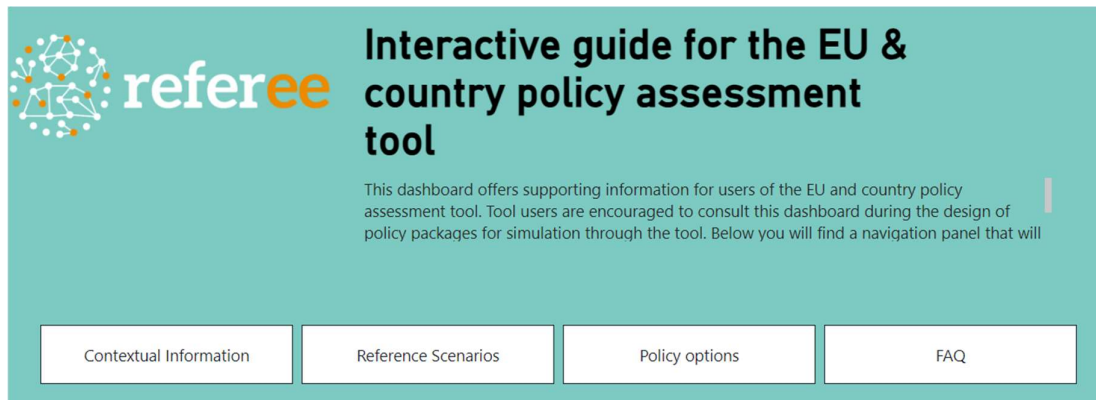 referee
Interactive guide for the EU &
country policy assessment
tool
This dashboard offers supporting information for users of the EU and country policy
assessment tool. Tool users are encouraged to consult this dashboard during the design of
policy packages for simulation through the tool. Below you will find a navigation panel that will
Contextual Information
Reference Scenarios
Policy options
FAQ